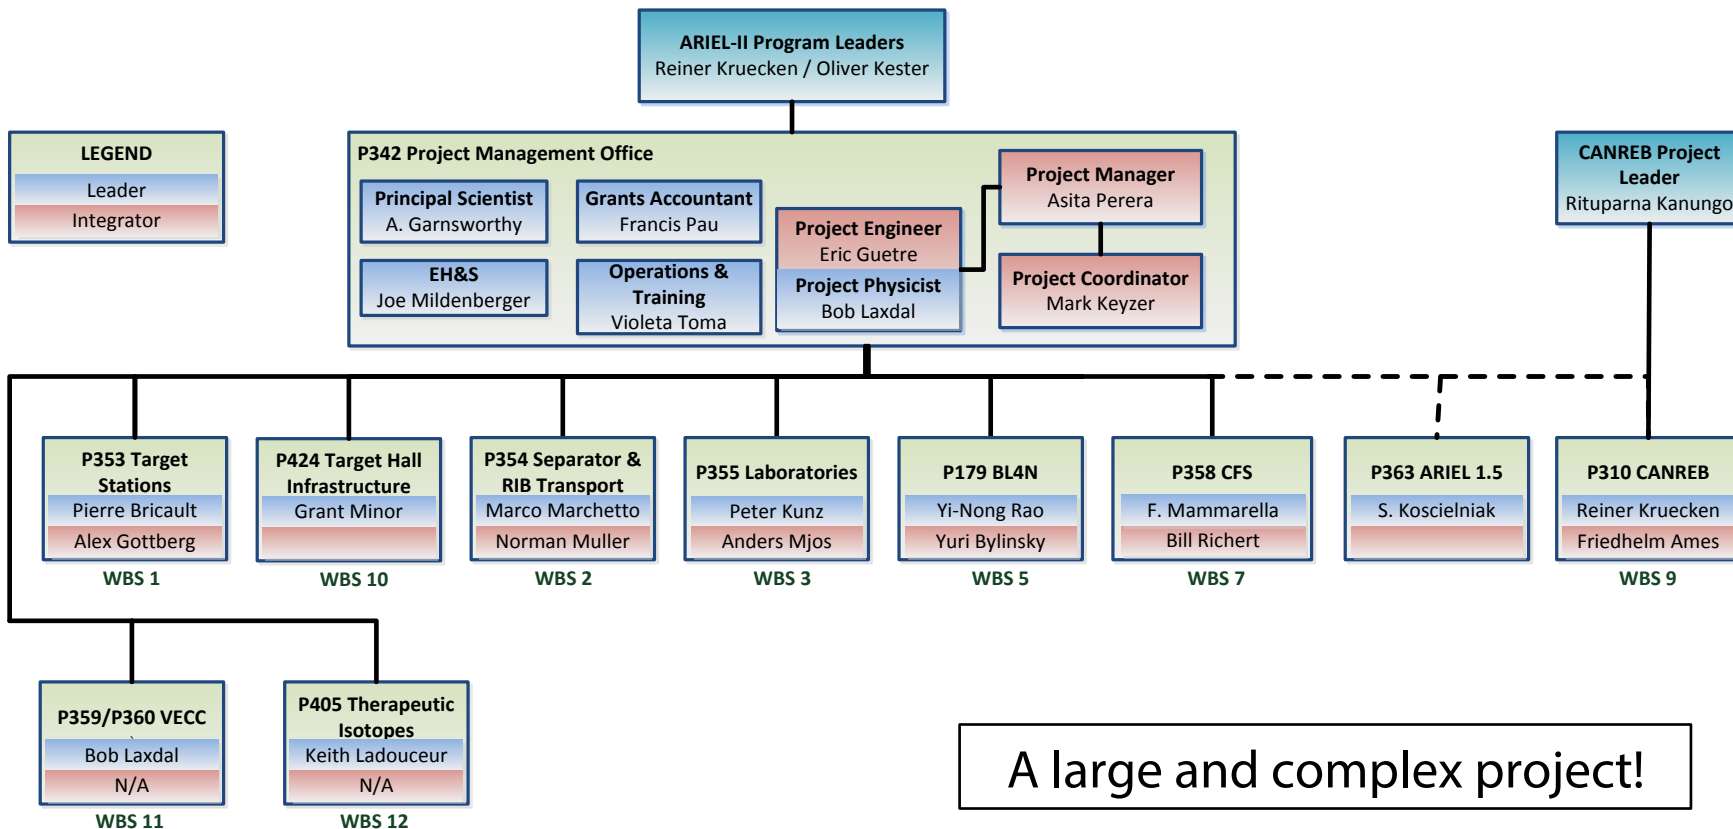 ARIEL-II Program Leaders
Reiner Kruecken / Oliver Kester
LEGEND
Leader
Integrator
P342 Project Management Office
Principal Scientist
A. Garnsworthy
Grants Accountant
Francis Pau
EH&S
Joe Mildenberger
Operations &
Training
Violeta Toma
Project Engineer
Eric Guetre
Project Physicist
Bob Laxdal
Project Manager
Asita Perera
Project Coordinator
Mark Keyzer
CANREB Project
Leader
Rituparna Kanungo
P353 Target
Stations
Pierre Bricault
Alex Gottberg
WBS 1
P424 Target Hall
Infrastructure
Grant Minor
WBS 10
P354 Separator &
RIB Transport
Marco Marchetto
Norman Muller
WBS 2
P355 Laboratories
Peter Kunz
Anders Mjos
WBS 3
P179 BL4N
Yi-Nong Rao
Yuri Bylinsky
WBS 5
P358 CFS
F. Mammarella
Bill Richert
WBS 7
P363 ARIEL 1.5
S. Koscielniak
P310 CANREB
Reiner Kruecken
Friedhelm Ames
WBS 9
P359/P360 VECC
Bob Laxdal
N/A
WBS 11
P405 Therapeutic
Isotopes
Keith Ladouceur
N/A
WBS 12
A large and complex project!